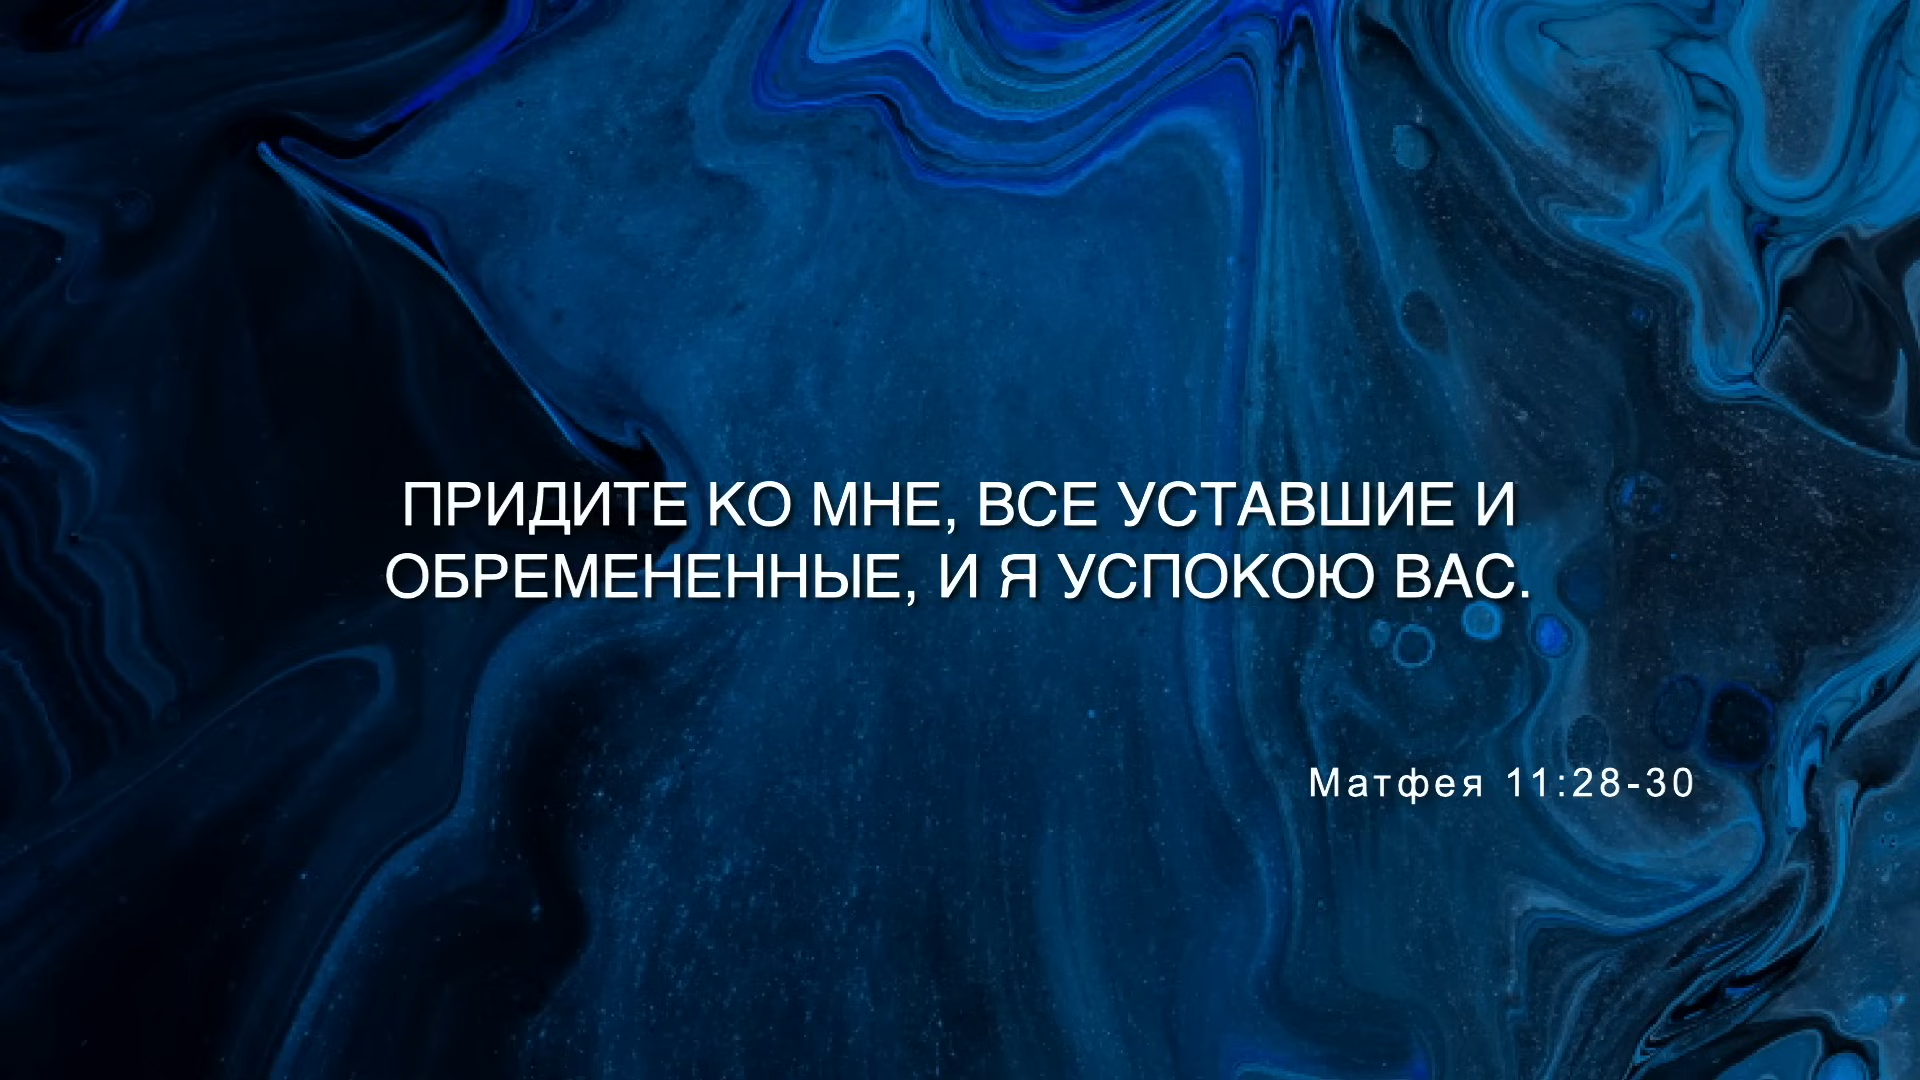 ПРИДИТЕ КО МНЕ, ВСЕ УСТАВШИЕ И
ОБРЕМЕНЕННЫЕ, И Я УСПОКОЮ ВАС.
Матфея 11:28-30